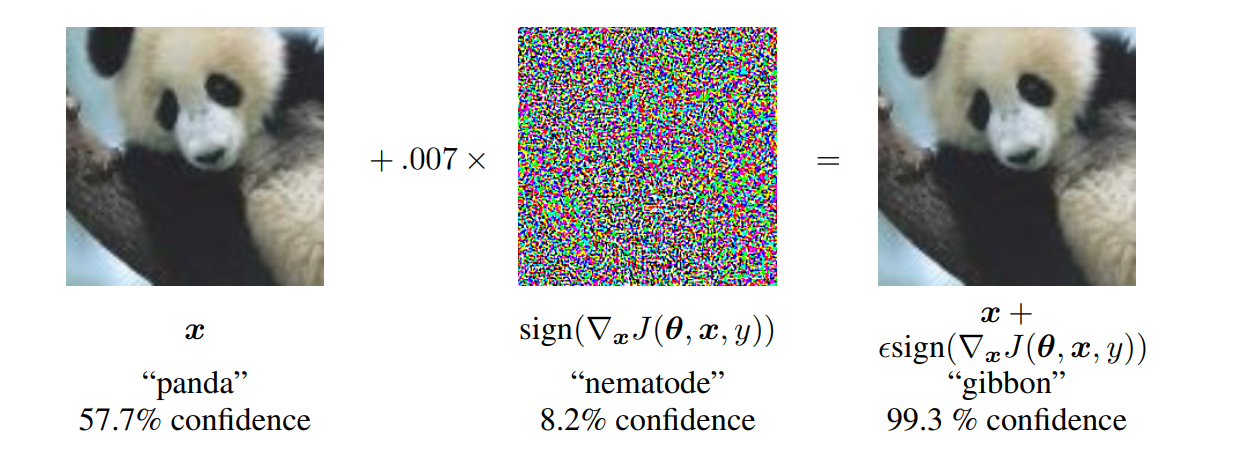 + .007 ×
=
x
“panda”
57.7% confidence
sign(∇ₓJ(θ, x, y))
“nematode”
8.2% confidence
x +
ϵsign(∇ₓJ(θ, x, y))
“gibbon”
99.3 % confidence